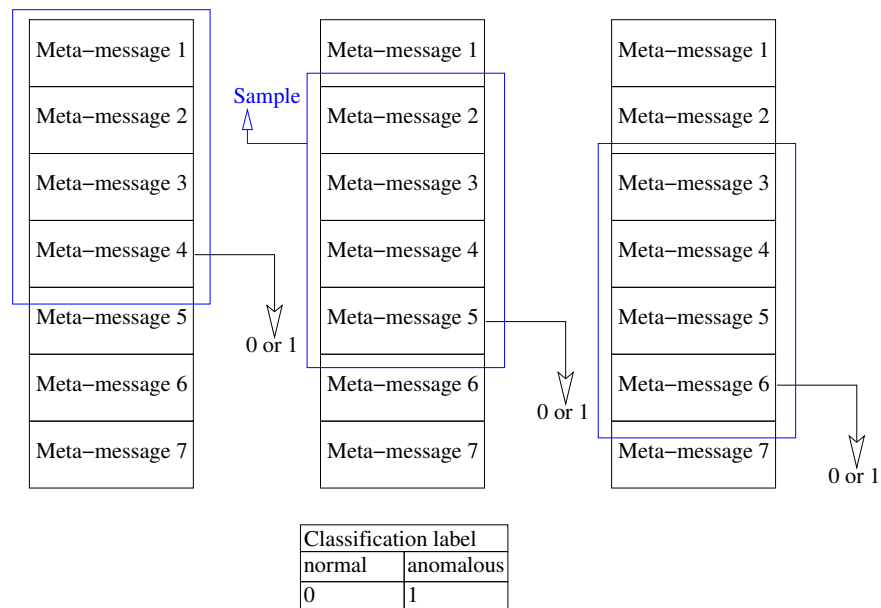 Meta−message 1
Meta−message 2
Meta−message 3
Meta−message 4
Meta−message 5
Meta−message 6
Meta−message 7
0 or 1
Sample
Meta−message 1
Meta−message 2
Meta−message 3
Meta−message 4
Meta−message 5
Meta−message 6
Meta−message 7
0 or 1
Meta−message 1
Meta−message 2
Meta−message 3
Meta−message 4
Meta−message 5
Meta−message 6
Meta−message 7
0 or 1
Classification label
normal anomalous
0 1